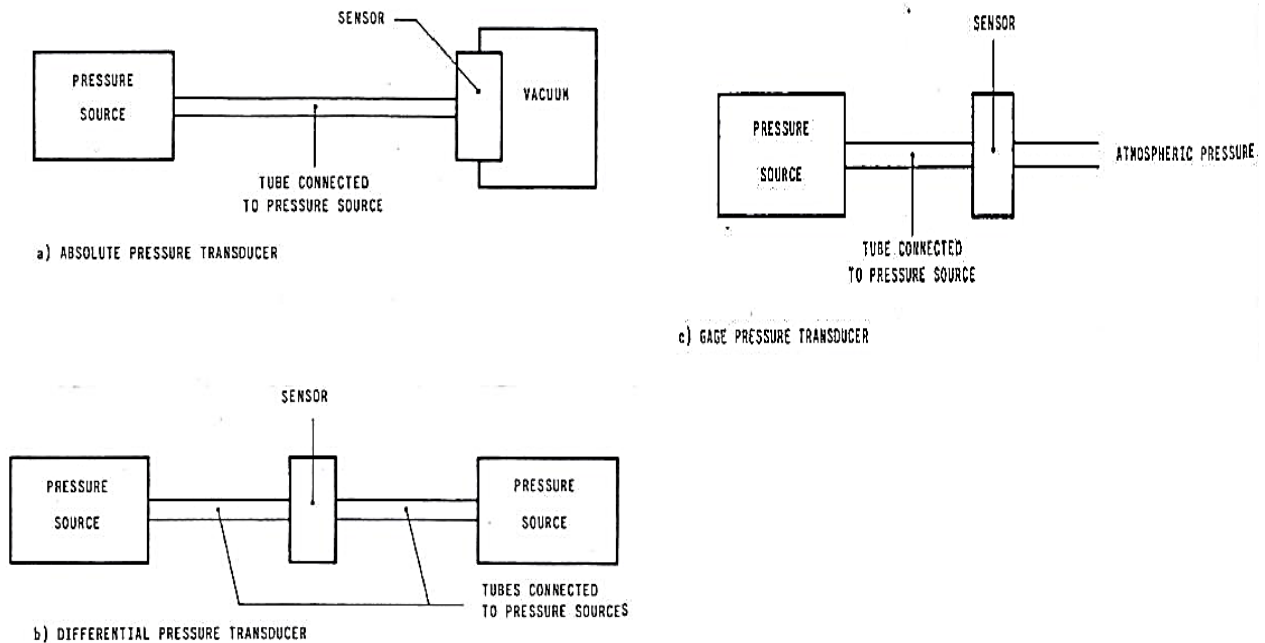 SENSOR
PRESSURE
SOURCE
VACUUM
TUBE CONNECTED
TO PRESSURE SOURCE
a) ABSOLUTE PRESSURE TRANSDUCER
SENSOR
PRESSURE
SOURCE
ATMOSPHERIC PRESSURE
TUBE CONNECTED
TO PRESSURE SOURCE
c) GAGE PRESSURE TRANSDUCER
SENSOR
PRESSURE
SOURCE
PRESSURE
SOURCE
TUBES CONNECTED
TO PRESSURE SOURCES
b) DIFFERENTIAL PRESSURE TRANSDUCER